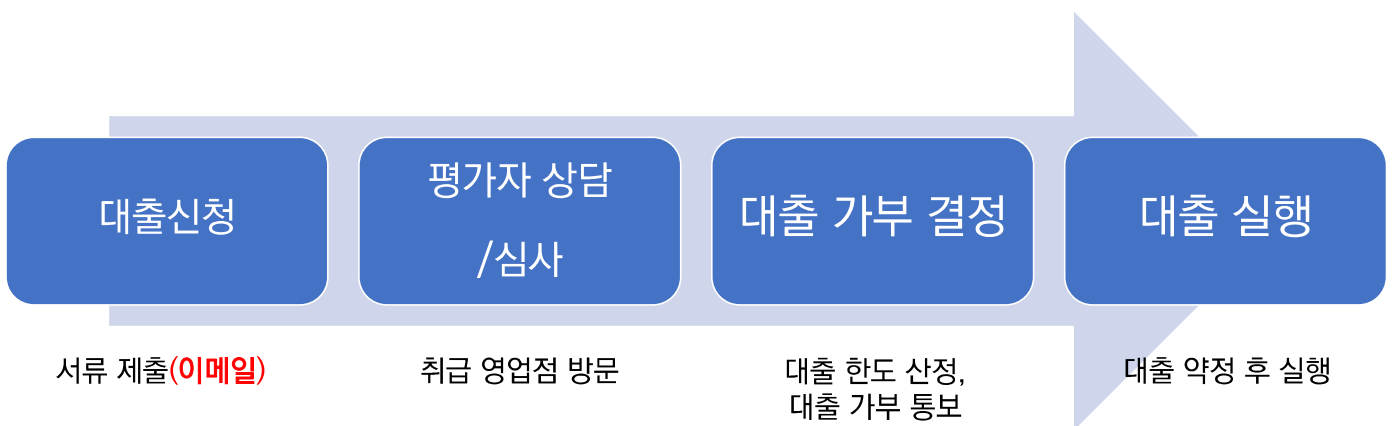 대출신청
평가자 상담
/심사
대출 가부 결정
대출 실행
서류 제출(이메일)
취급 영업점 방문
대출 한도 산정,
대출 가부 통보
대출 약정 후 실행